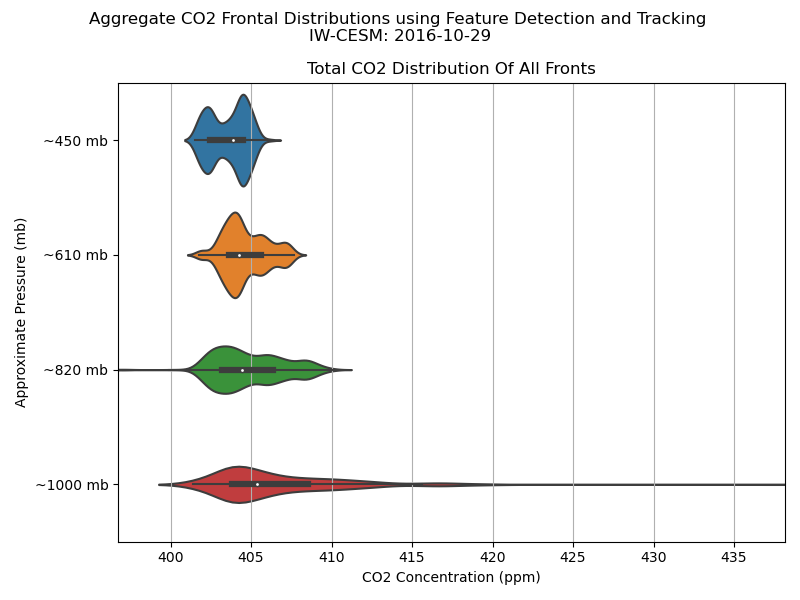 Aggregate CO2 Frontal Distributions using Feature Detection and Tracking
IW-CESM: 2016-10-29
Total CO2 Distribution Of All Fronts
~450 mb
~610 mb
~820 mb
~1000 mb
Approximate Pressure (mb)
400 405 410 415 420 425 430 435
CO2 Concentration (ppm)